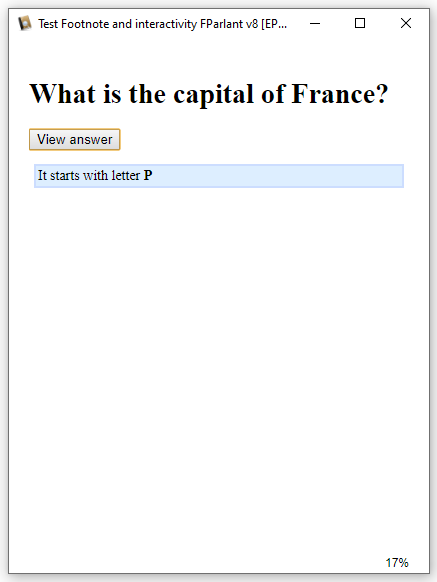 Test Footnote and interactivity FParlant v8 [EP...
What is the capital of France?
View answer
It starts with letter P
17%